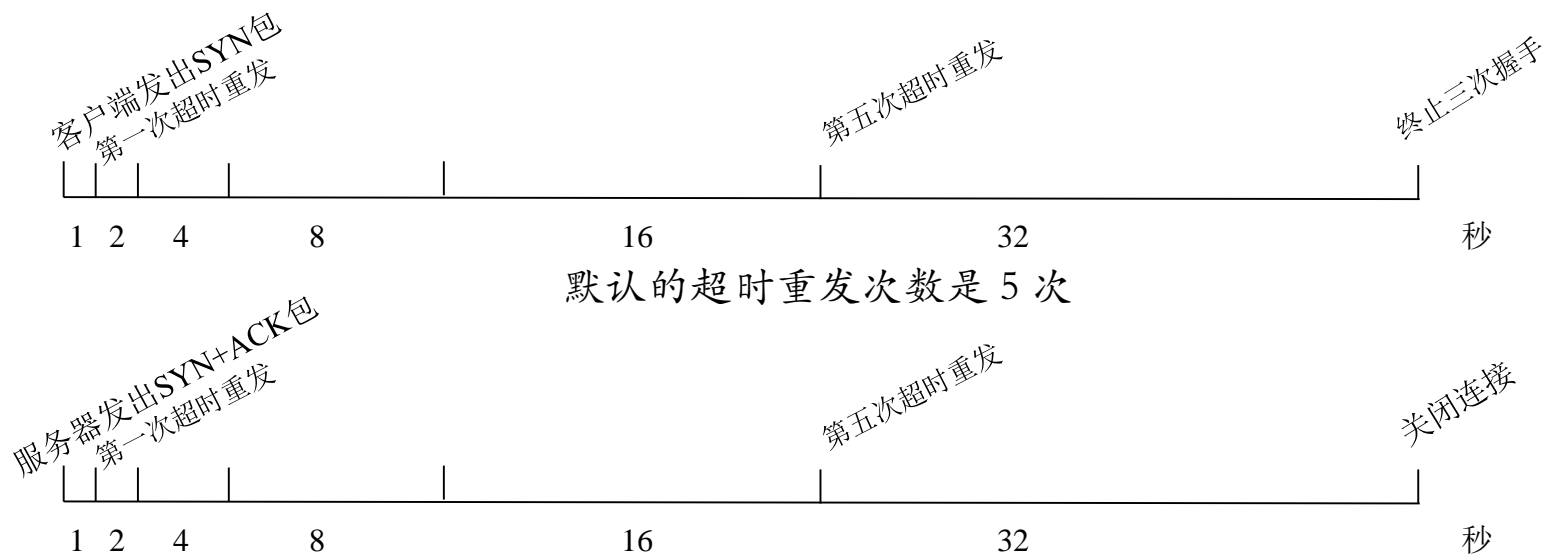 客户端发出SYN包
第一次超时重发
第五次超时重发
终止三次握手
1 2 4 8 16 32 秒
默认的超时重发次数是 5 次
服务器发出SYN+ACK包
第一次超时重发
第五次超时重发
关闭连接
1 2 4 8 16 32 秒